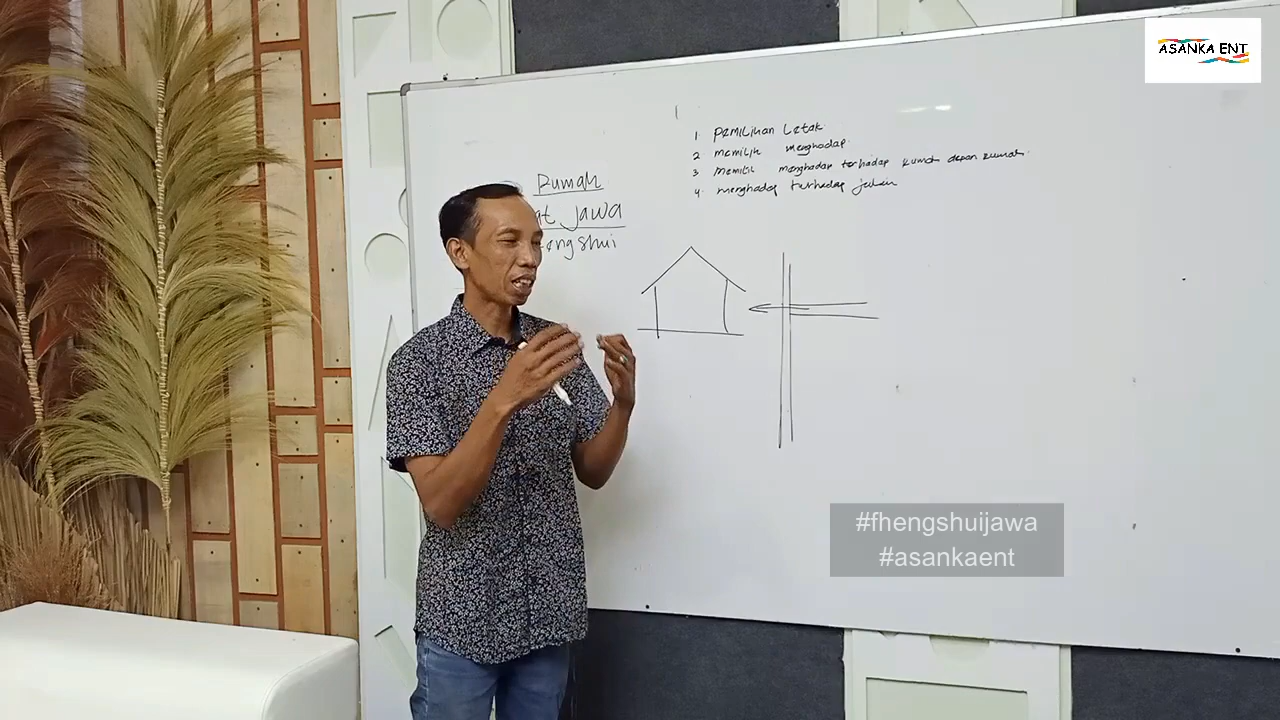 ASANKA ENT
1. pemilihan Letak
2 memilih menghadap
3 memilih menghadap terhadap rumah depan rumah
4. menghadap terhadap jalan
Rumah
at Jawa
engshui
#fhengshuijawa
#asankaent